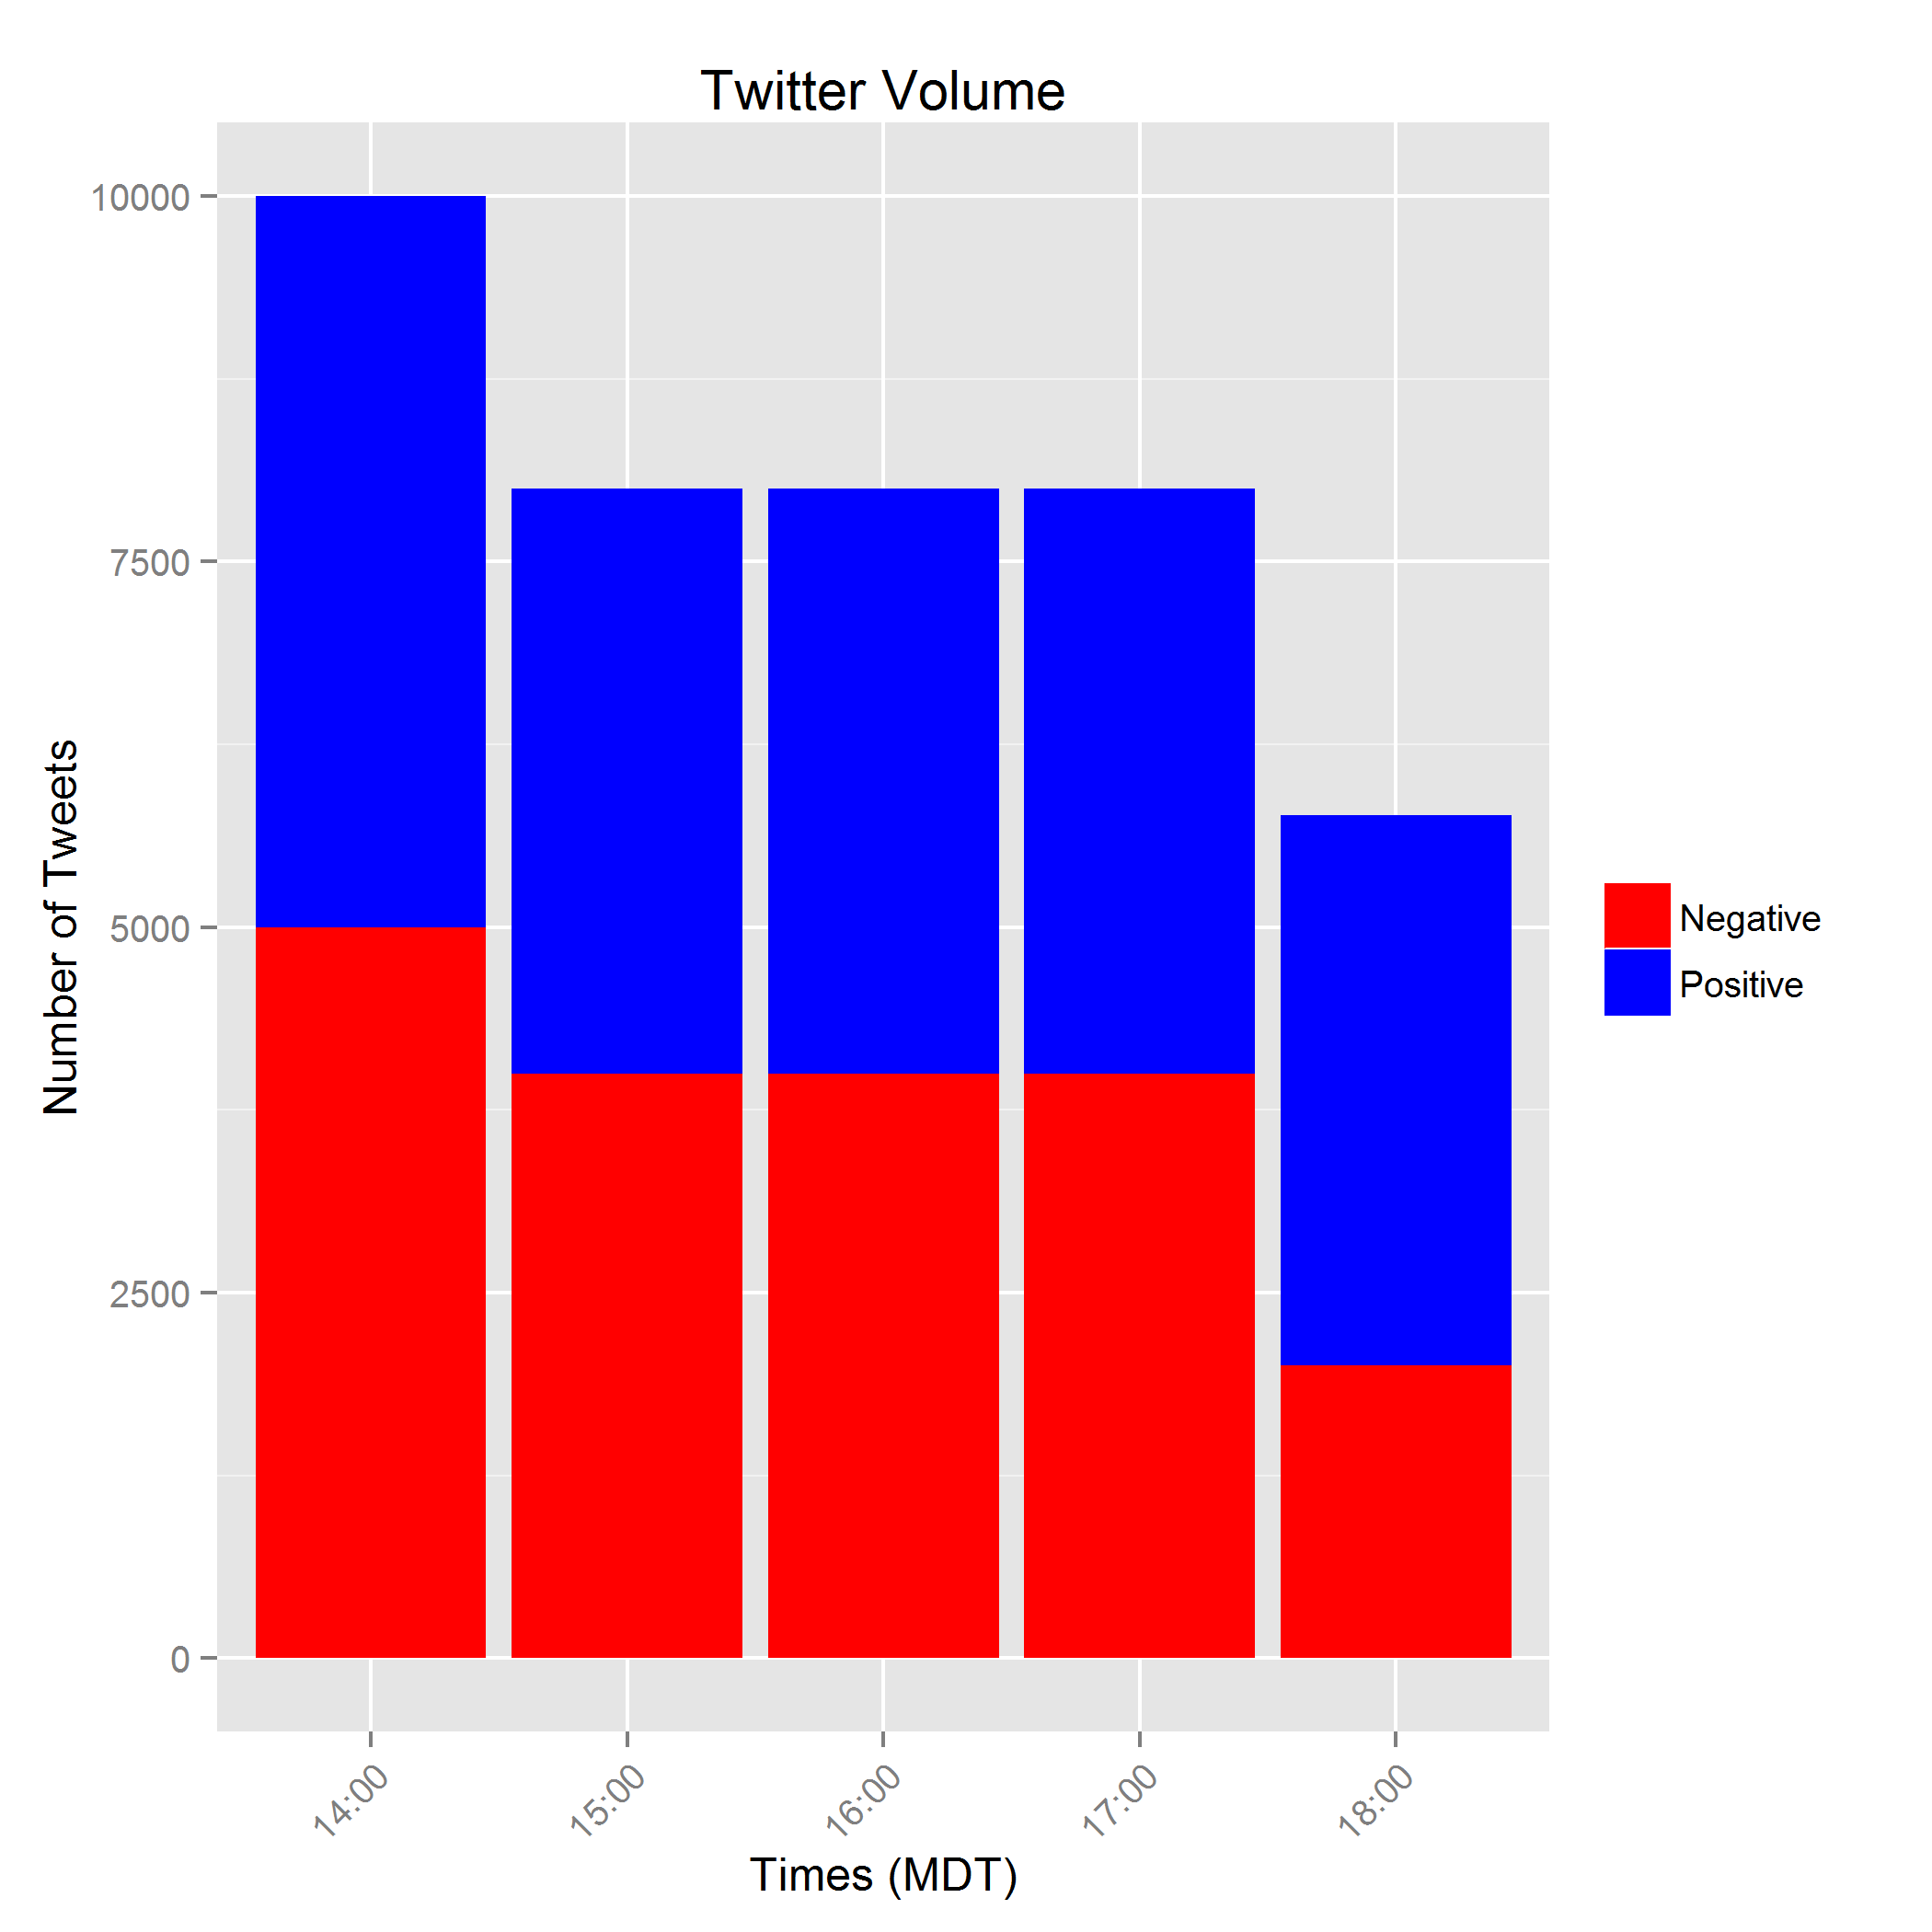 Twitter Volume
Number of Tweets
10000
7500
5000
2500
0
14:00
15:00
16:00
17:00
18:00
Times (MDT)
Negative
Positive